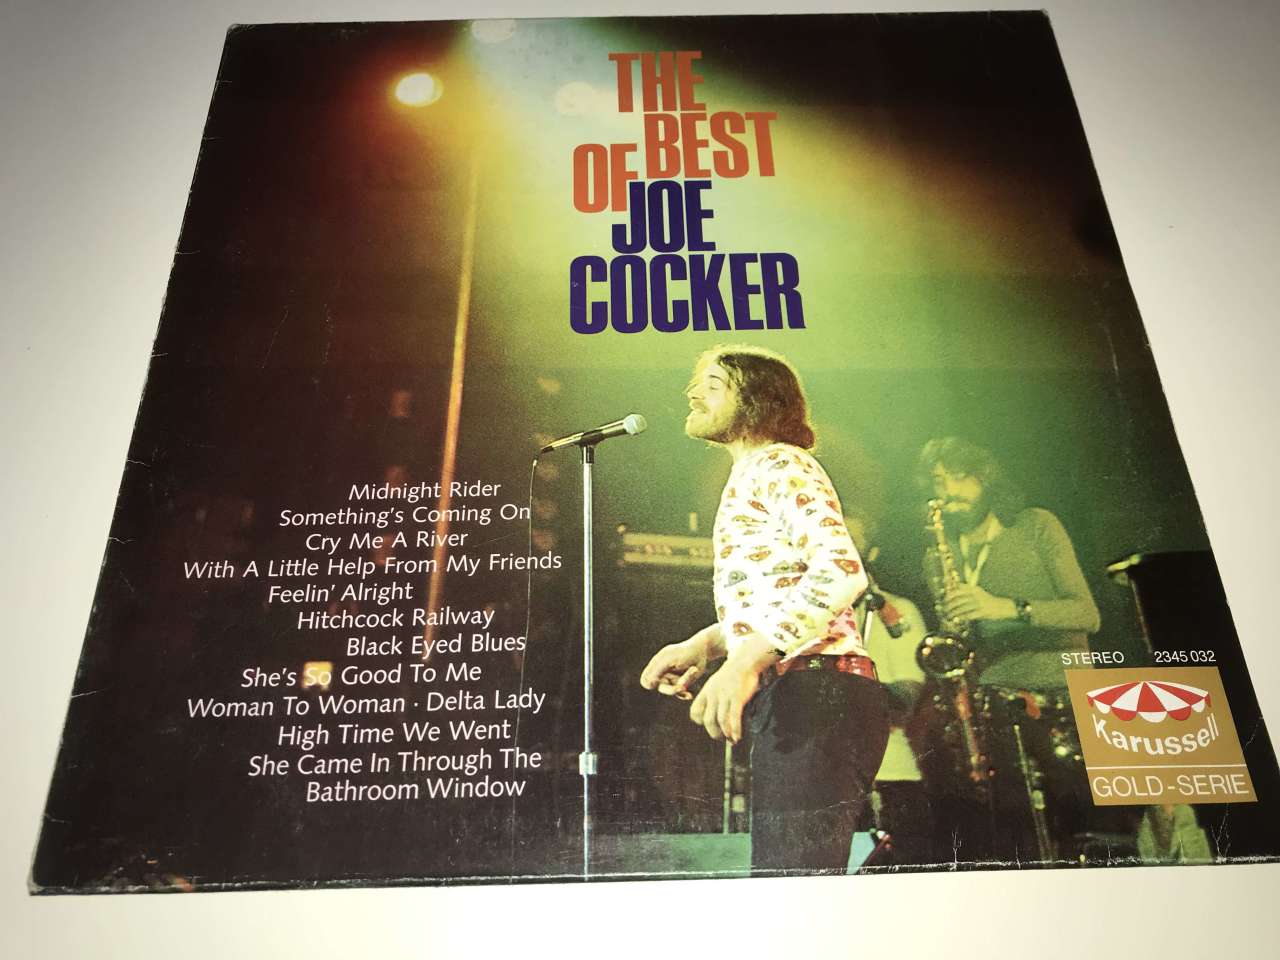 THE
BEST
OF
JOE
COCKER
Midnight Rider
Something's Coming On
Cry Me A River
With A Little Help From My Friends
Feelin' Alright
Hitchcock Railway
Black Eyed Blues
She's So Good To Me
Woman To Woman · Delta Lady
High Time We Went
She Came In Through The
Bathroom Window
STEREO 2345 032
Karussell
GOLD-SERIE